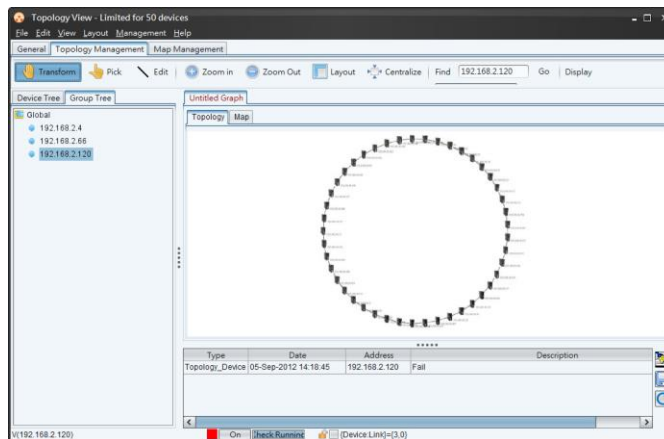 Topology View - Limited for 50 devices
File Edit View Layout Management Help
General Topology Management Map Management
Transform Pick Edit Zoom in Zoom Out Layout Centralize Find 192.168.2.120 Go Display
Device Tree Group Tree
Untitled Graph
Global
Topology Map
192.168.2.4
192.168.2.66
192.168.2.120
Type Date Address Description
Topology_Device 05-Sep-2012 14:18:45 192.168.2.120 Fail
V(192.168.2.120) On Check Running {Device:Link}={3,0}